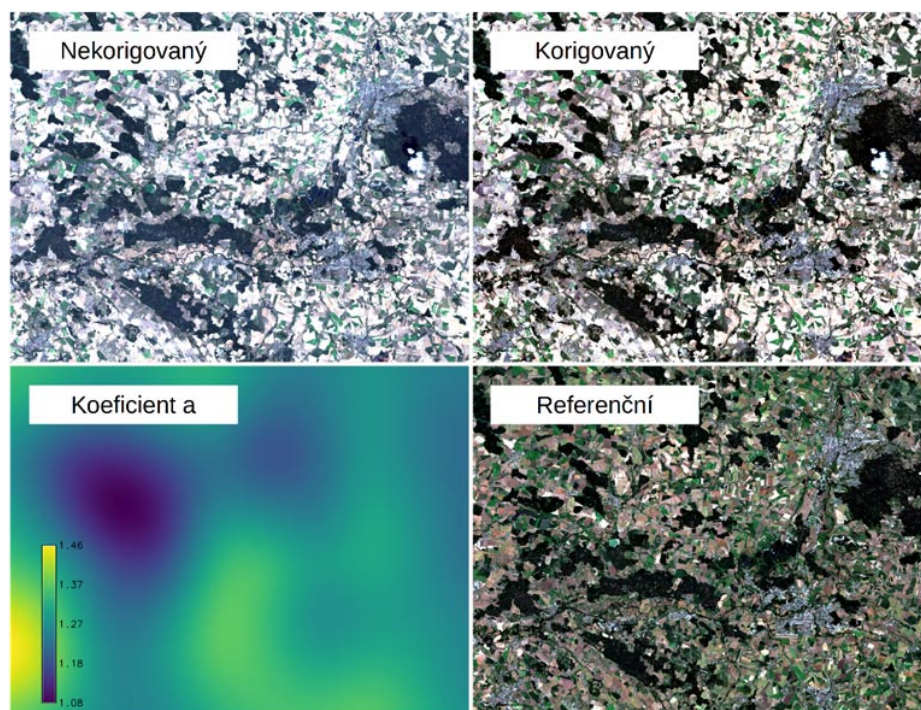 Nekorigovaný
Korigovaný
Koeficient a
Referenční
1.46
1.37
1.27
1.18
1.08